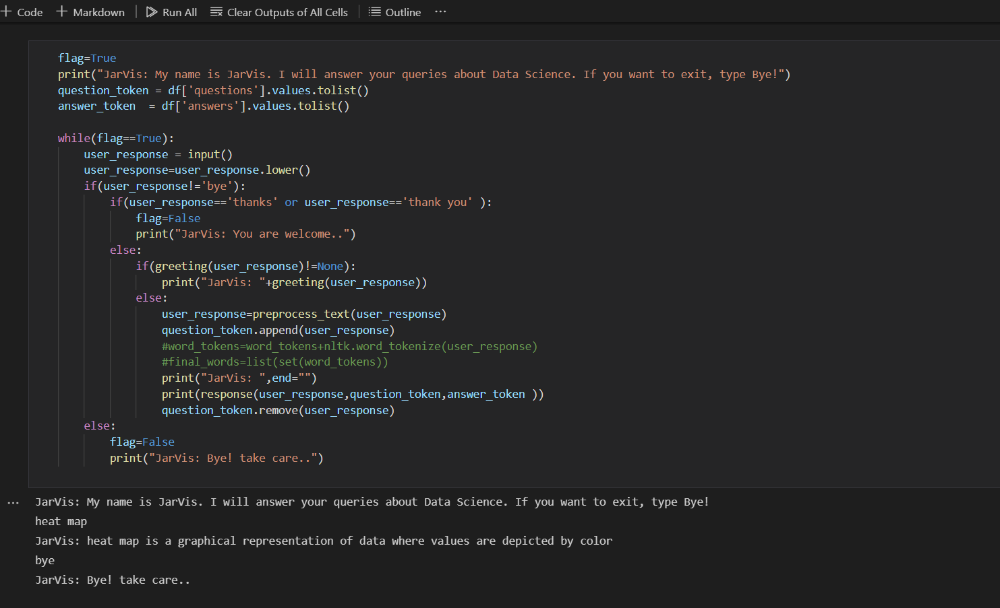 + Code + Markdown | Run All Clear Outputs of All Cells | Outline ...
flag=True
print("JarVis: My name is JarVis. I will answer your queries about Data Science. If you want to exit, type Bye!")
question_token = df['questions'].values.tolist()
answer_token  = df['answers'].values.tolist()
while(flag==True):
    user_response = input()
    user_response=user_response.lower()
    if(user_response!='bye'):
        if(user_response=='thanks' or user_response=='thank you' ):
            flag=False
            print("JarVis: You are welcome..")
        else:
            if(greeting(user_response)!=None):
                print("JarVis: "+greeting(user_response))
            else:
                user_response=preprocess_text(user_response)
                question_token.append(user_response)
                #word_tokens=word_tokens+nltk.word_tokenize(user_response)
                #final_words=list(set(word_tokens))
                print("JarVis: ",end="")
                print(response(user_response,question_token,answer_token ))
                question_token.remove(user_response)
    else:
        flag=False
        print("JarVis: Bye! take care..")
... JarVis: My name is JarVis. I will answer your queries about Data Science. If you want to exit, type Bye!
heat map
JarVis: heat map is a graphical representation of data where values are depicted by color
bye
JarVis: Bye! take care..